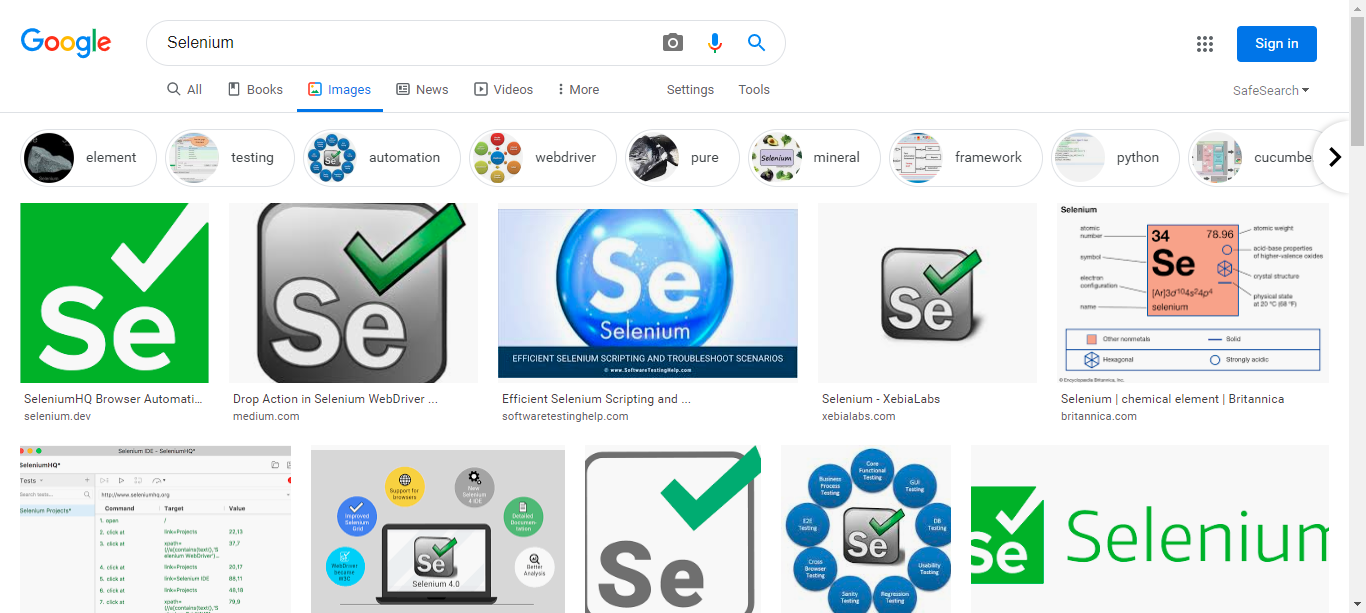 Google
Selenium
Sign in
All
Books
Images
News
Videos
More
Settings
Tools
SafeSearch
element
testing
automation
webdriver
pure
Selenium
mineral
framework
python
cucumbe
Se
Se
Se
Selenium
EFFICIENT SELENIUM SCRIPTING AND TROUBLESHOOT SCENARIOS
© www.SoftwareTestingHelp.com
Se
Selenium
atomic number
symbol
electron configuration
name
34 78.96
Se
[Ar]3d¹⁰4s²4p⁴
selenium
atomic weight
acid-base properties of higher-valence oxides
crystal structure
physical state at 20 °C (68 °F)
Other nonmetals
Solid
Hexagonal
Strongly acidic
© Encyclopædia Britannica, Inc.
SeleniumHQ Browser Automati...
selenium.dev
Drop Action in Selenium WebDriver ...
medium.com
Efficient Selenium Scripting and ...
softwaretestinghelp.com
Selenium - XebiaLabs
xebialabs.com
Selenium | chemical element | Britannica
britannica.com
Selenium IDE - SeleniumHQ*
SeleniumHQ*
Tests
Search tests...
http://www.seleniumhq.org
Selenium Projects*
Command Target Value
1. open /
2. click at link=Projects 22,13
3. click at xpath=(//a[contains(text(),'Selenium WebDriver')... 37,7
4. click at link=Projects 20,17
5. click at link=Selenium IDE 88,11
6. click at link=Projects 48,18
7. click at xpath=(//a[contains(text(),'S 79,9
Support for browsers
New Selenium 4 IDE
Improved Selenium Grid
Detailed Documen-tation
WebDriver Became W3C
Better Analysis
Se
Selenium 4.0
Se
Core Functional Testing
Business Process Testing
GUI Testing
E2E Testing
DB Testing
Se
Cross Browser Testing
Usability Testing
Sanity Testing
Regression Testing
Se
Selenium